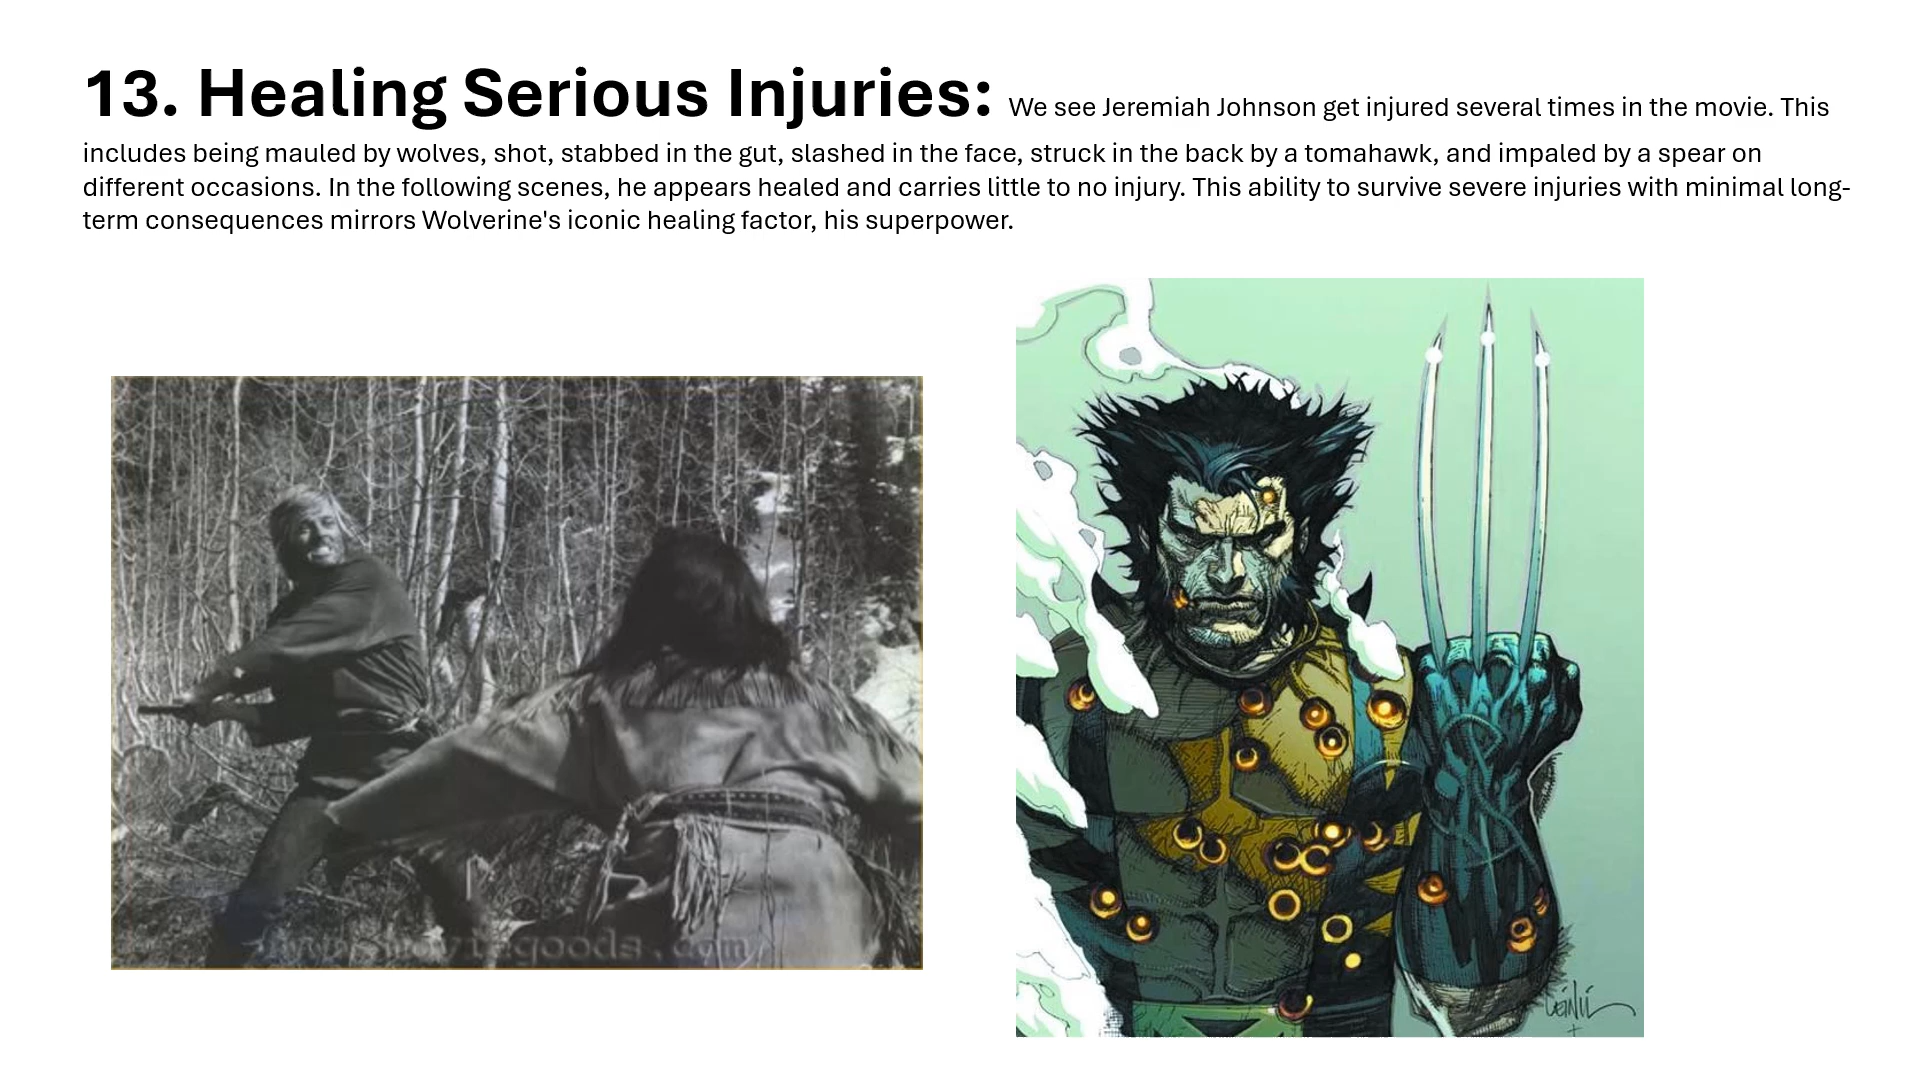 13. Healing Serious Injuries: We see Jeremiah Johnson get injured several times in the movie. This
includes being mauled by wolves, shot, stabbed in the gut, slashed in the face, struck in the back by a tomahawk, and impaled by a spear on
different occasions. In the following scenes, he appears healed and carries little to no injury. This ability to survive severe injuries with minimal long-
term consequences mirrors Wolverine's iconic healing factor, his superpower.